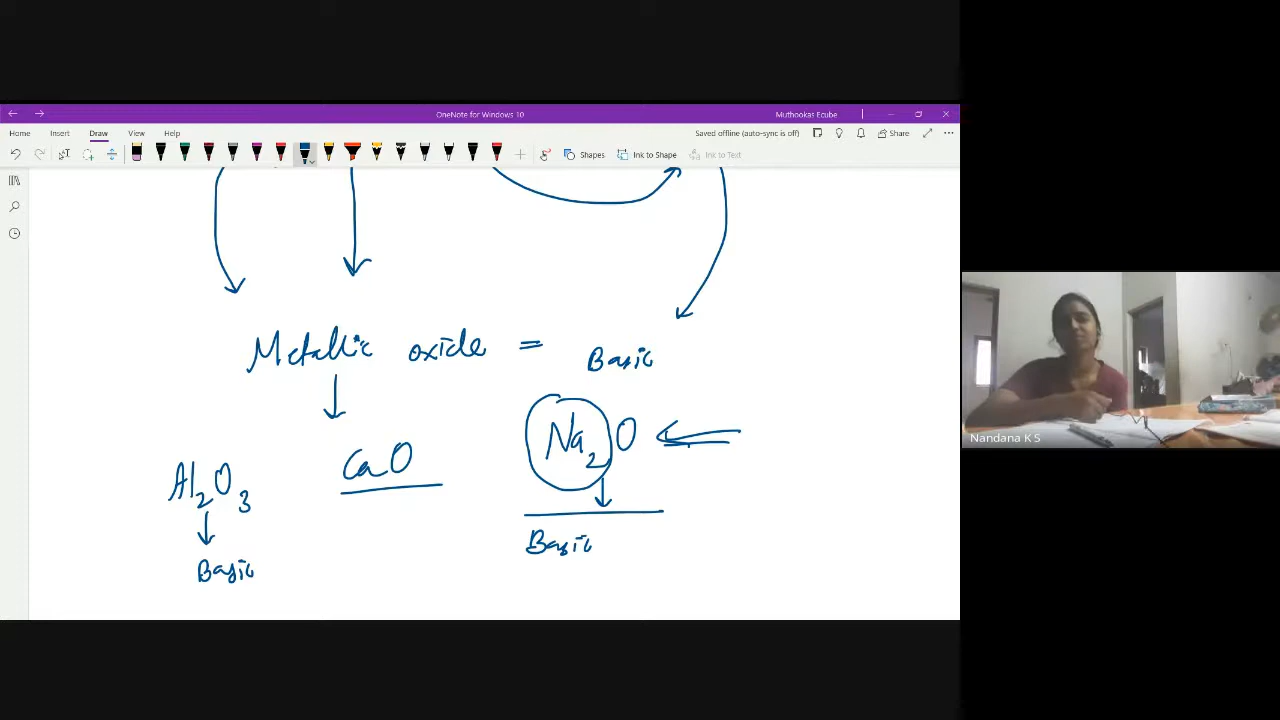 OneNote for Windows 10
Muthookas Ecube
Home Insert Draw View Help
Saved offline (auto-sync is off)
Share
Shapes
Ink to Shape
Ink to Text
Metallic oxide = Basic
CaO
Na2O
Al2O3
Basic
Basic
Nandana K S